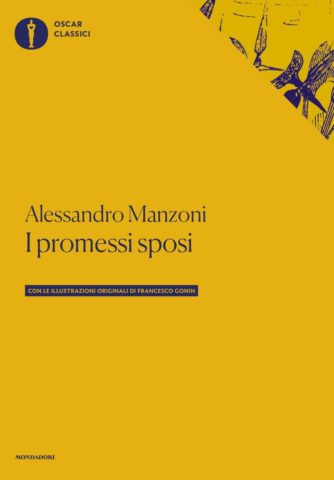 OSCAR
CLASSICI
Alessandro Manzoni
I promessi sposi
CON LE ILLUSTRAZIONI ORIGINALI DI FRANCESCO GONIN
MONDADORI